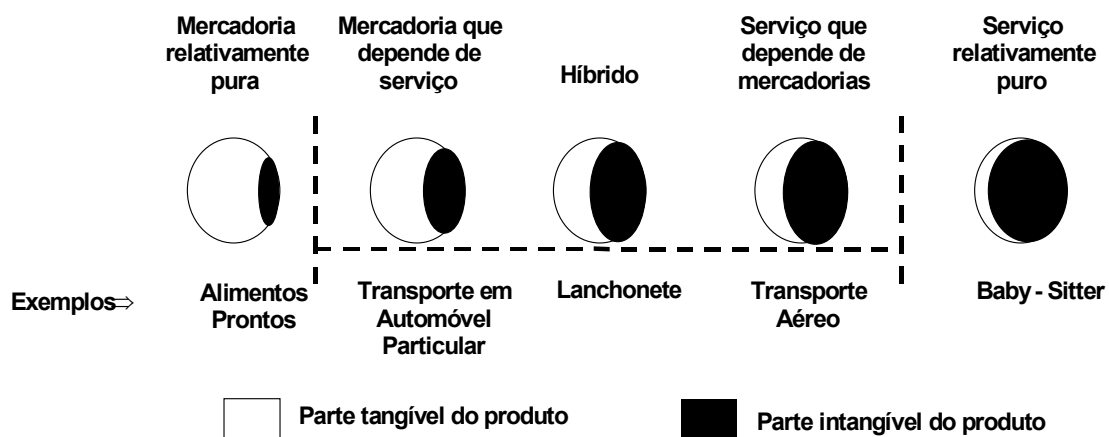 Mercadoria
relativamente
pura
Mercadoria que
depende de
serviço
Híbrido
Serviço que
depende de
mercadorias
Serviço
relativamente
puro
Exemplos⇒
Alimentos
Prontos
Transporte em
Automóvel
Particular
Lanchonete
Transporte
Aéreo
Baby - Sitter
Parte tangível do produto
Parte intangível do produto